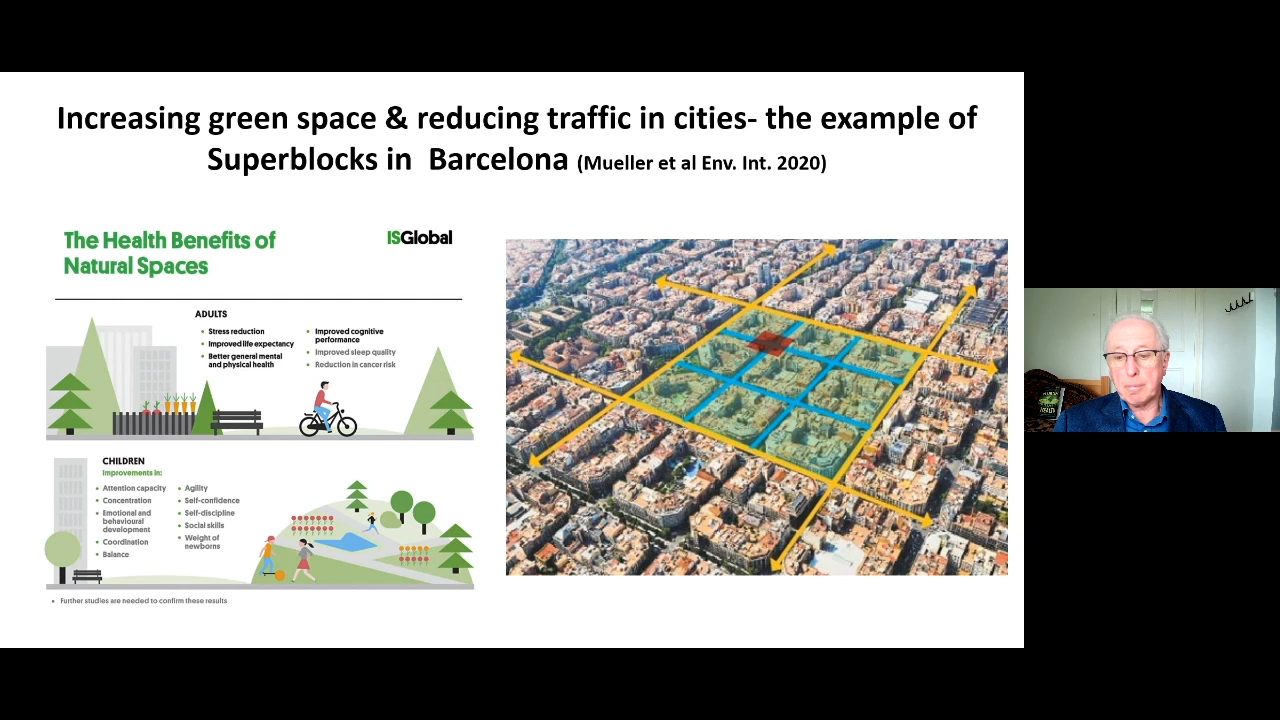 Increasing green space & reducing traffic in cities- the example of
Superblocks in  Barcelona (Mueller et al Env. Int. 2020)
The Health Benefits of
Natural Spaces
ISGlobal
ADULTS
• Stress reduction
• Improved life expectancy
• Better general mental
and physical health
• Improved cognitive
performance
• Improved sleep quality
• Reduction in cancer risk
CHILDREN
Improvements in:
• Attention capacity
• Concentration
• Emotional and
behavioural
development
• Coordination
• Balance
• Agility
• Self-confidence
• Self-discipline
• Social skills
• Weight of
newborns
• Further studies are needed to confirm these results